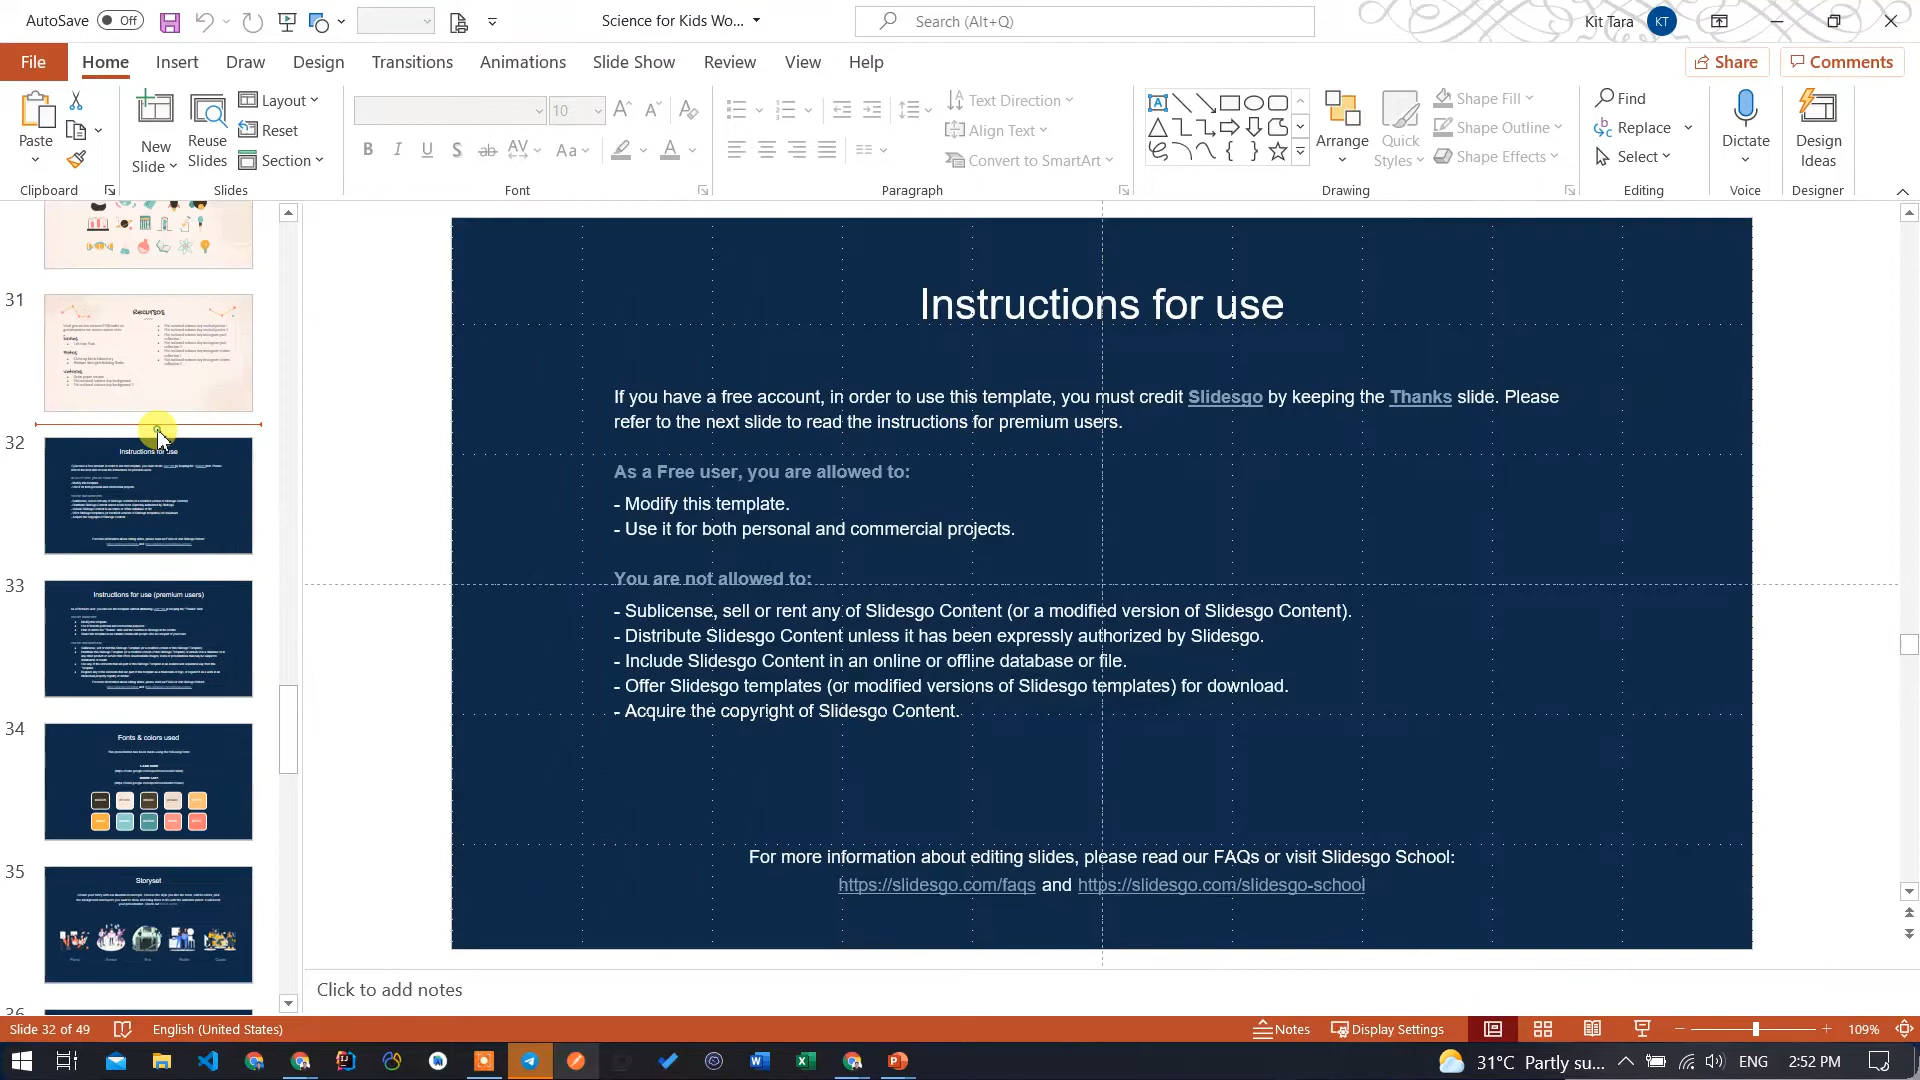 AutoSave Off
Science for Kids Wo...
Search (Alt+Q)
Kit Tara KT
File Home Insert Draw Design Transitions Animations Slide Show Review View Help
Share Comments
Paste
New Slide
Reuse Slides
Layout
Reset
Section
10
B I U S ab AV Aa A
Text Direction
Align Text
Convert to SmartArt
Arrange
Quick Styles
Shape Fill
Shape Outline
Shape Effects
Find
Replace
Select
Dictate
Design Ideas
Clipboard Slides Font Paragraph Drawing Editing Voice Designer
31
Recursos
32
Instructions for use
33
Instructions for use (premium users)
34
Fonts & colors used
35
Storyset
36
Instructions for use
If you have a free account, in order to use this template, you must credit Slidesgo by keeping the Thanks slide. Please
refer to the next slide to read the instructions for premium users.
As a Free user, you are allowed to:
- Modify this template.
- Use it for both personal and commercial projects.
You are not allowed to:
- Sublicense, sell or rent any of Slidesgo Content (or a modified version of Slidesgo Content).
- Distribute Slidesgo Content unless it has been expressly authorized by Slidesgo.
- Include Slidesgo Content in an online or offline database or file.
- Offer Slidesgo templates (or modified versions of Slidesgo templates) for download.
- Acquire the copyright of Slidesgo Content.
For more information about editing slides, please read our FAQs or visit Slidesgo School:
https://slidesgo.com/faqs and https://slidesgo.com/slidesgo-school
Click to add notes
Slide 32 of 49 English (United States) Notes Display Settings 109%
31°C Partly su... ENG 2:52 PM